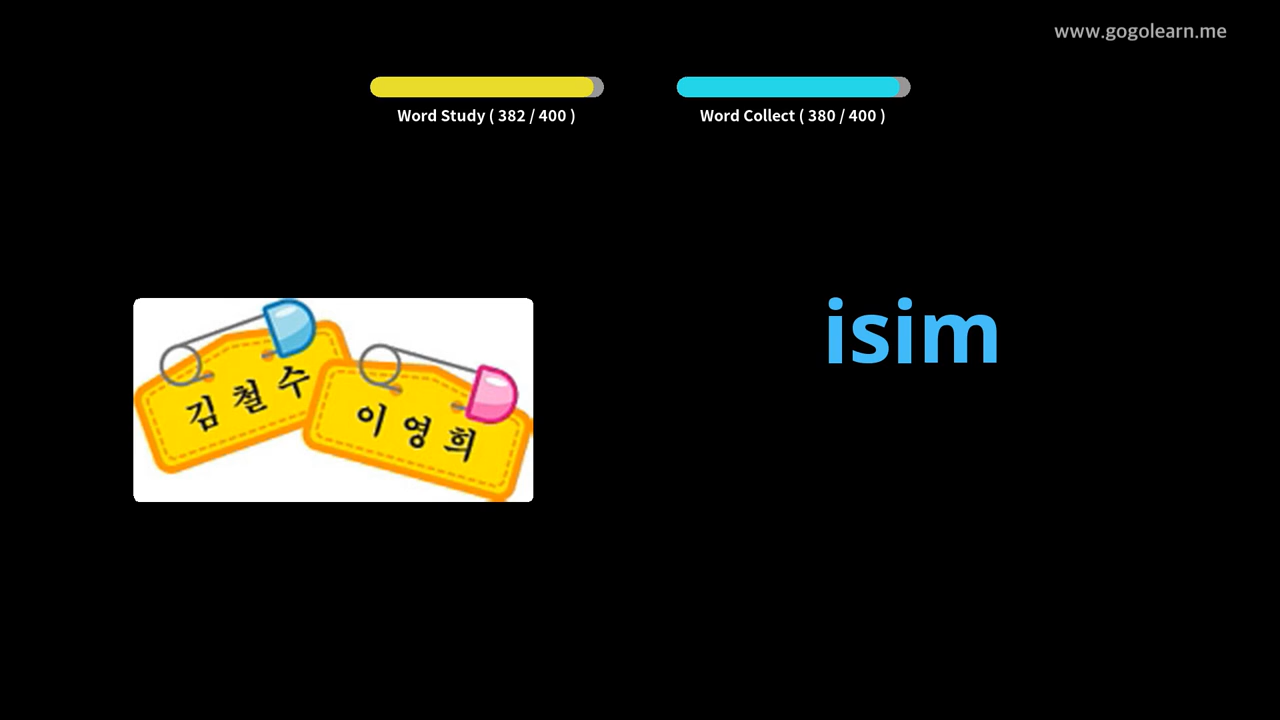 www.gogolearn.me
Word Study ( 382 / 400 )
Word Collect ( 380 / 400 )
김철수
이영희
isim